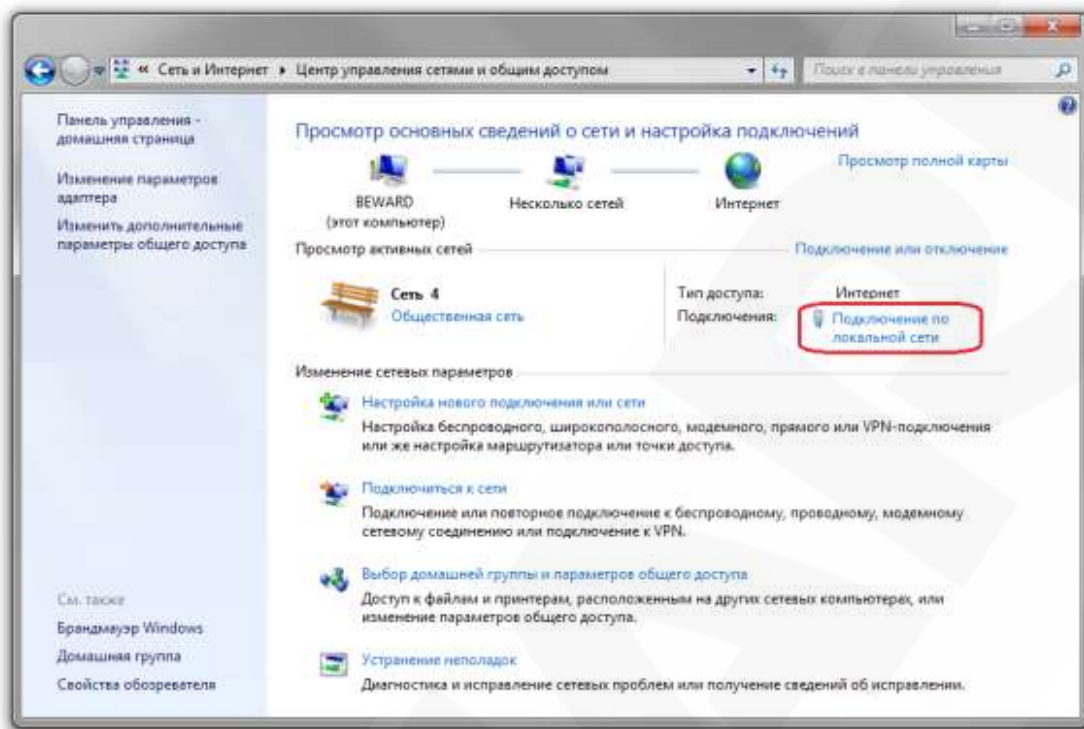 « Сеть и Интернет ▸ Центр управления сетями и общим доступом
Поиск в панели управления
Панель управления -
домашняя страница
Изменение параметров
адаптера
Изменить дополнительные
параметры общего доступа
См. также
Брандмауэр Windows
Домашняя группа
Свойства обозревателя
Просмотр основных сведений о сети и настройка подключений
Просмотр полной карты
BEWARD
(этот компьютер)
Несколько сетей
Интернет
Просмотр активных сетей
Подключение или отключение
Сеть 4
Общественная сеть
Тип доступа: Интернет
Подключения: Подключение по
локальной сети
Изменение сетевых параметров
Настройка нового подключения или сети
Настройка беспроводного, широкополосного, модемного, прямого или VPN-подключения
или же настройка маршрутизатора или точки доступа.
Подключиться к сети
Подключение или повторное подключение к беспроводному, проводному, модемному
сетевому соединению или подключение к VPN.
Выбор домашней группы и параметров общего доступа
Доступ к файлам и принтерам, расположенным на других сетевых компьютерах, или
изменение параметров общего доступа.
Устранение неполадок
Диагностика и исправление сетевых проблем или получение сведений об исправлении.